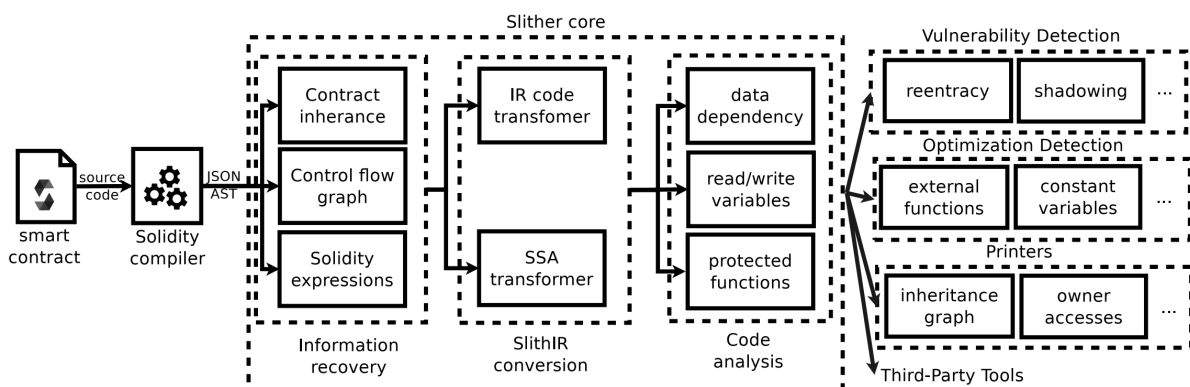 Slither core
Vulnerability Detection
Contract
inherance
IR code
transfomer
data
dependency
reentracy
shadowing
...
Optimization Detection
source
code
JSON
AST
Control flow
graph
read/write
variables
external
functions
constant
variables
...
smart
contract
Solidity
compiler
Solidity
expressions
SSA
transformer
protected
functions
Printers
inheritance
graph
owner
accesses
...
Information
recovery
SlithIR
conversion
Code
analysis
Third-Party Tools